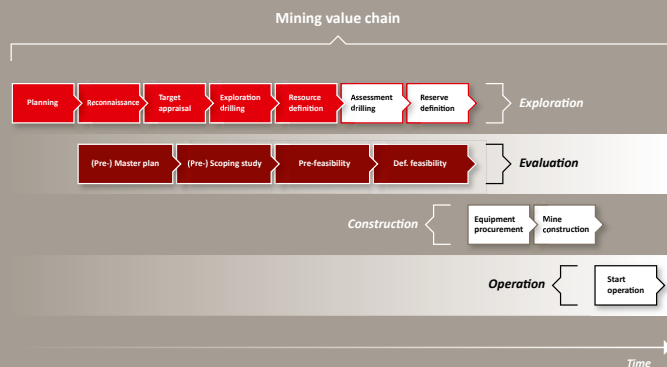 Mining value chain
Planning
Reconnaissance
Target
appraisal
Exploration
drilling
Resource
definition
Assessment
drilling
Reserve
definition
Exploration
(Pre-) Master plan
(Pre-) Scoping study
Pre-feasibility
Def. feasibility
Evaluation
Construction
Equipment
procurement
Mine
construction
Operation
Start
operation
Time